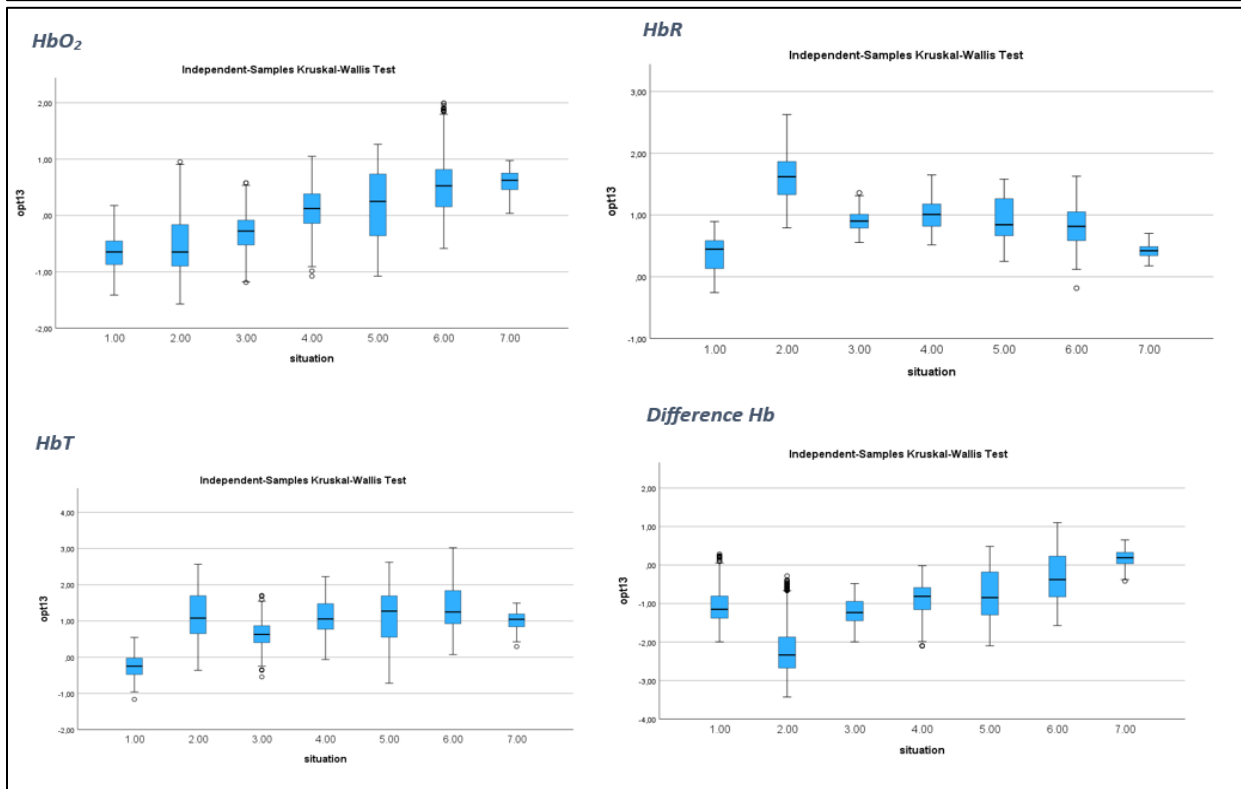 HbO₂
Independent-Samples Kruskal-Wallis Test
2,00
1,00
,00
-1,00
-2,00
opt13
1.00 2.00 3.00 4.00 5.00 6.00 7.00
situation
HbR
Independent-Samples Kruskal-Wallis Test
3,00
2,00
1,00
,00
-1,00
opt13
1.00 2.00 3.00 4.00 5.00 6.00 7.00
situation
HbT
Independent-Samples Kruskal-Wallis Test
4,00
3,00
2,00
1,00
,00
-1,00
-2,00
opt13
1.00 2.00 3.00 4.00 5.00 6.00 7.00
situation
Difference Hb
Independent-Samples Kruskal-Wallis Test
2,00
1,00
,00
-1,00
-2,00
-3,00
-4,00
opt13
1.00 2.00 3.00 4.00 5.00 6.00 7.00
situation